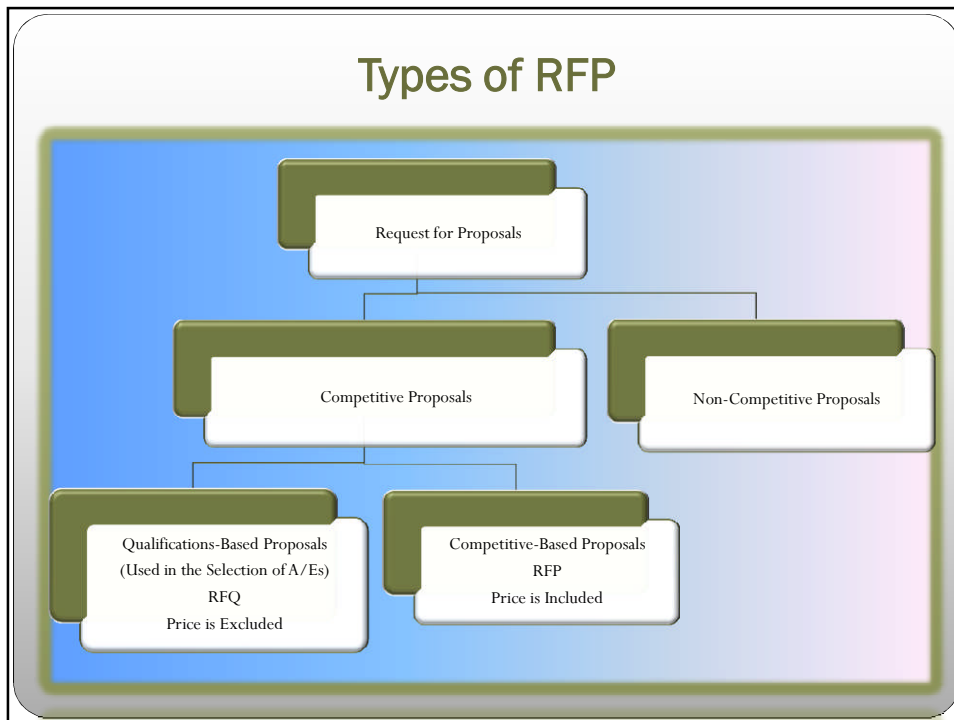 Types of RFP
Request for Proposals
Competitive Proposals
Non-Competitive Proposals
Qualifications-Based Proposals
(Used in the Selection of A/Es)
RFQ
Price is Excluded
Competitive-Based Proposals
RFP
Price is Included